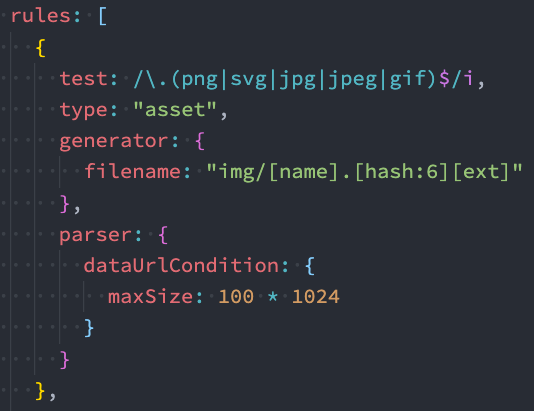 rules: [
{
test: /\.(png|svg|jpg|jpeg|gif)$/i,
type: "asset",
generator: {
filename: "img/[name].[hash:6][ext]"
},
parser: {
dataUrlCondition: {
maxSize: 100 * 1024
}
}
},